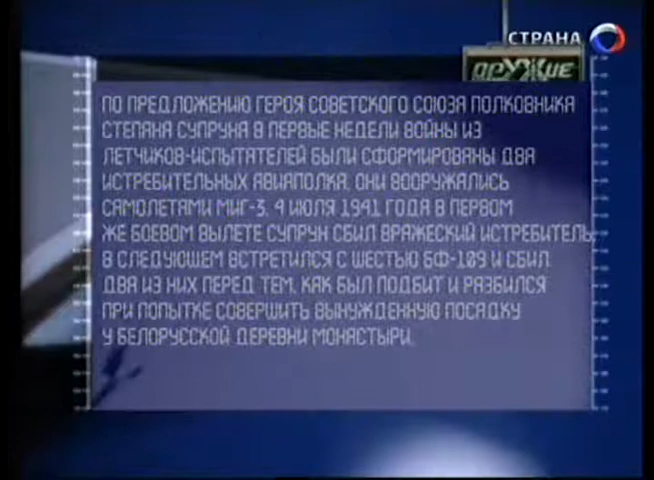 СТРАНА
ОРУЖИЕ
ПО ПРЕДЛОЖЕНИЮ ГЕРОЯ СОВЕТСКОГО СОЮЗА ПОЛКОВНИКА
СТЕПАНА СУПРУНА В ПЕРВЫЕ НЕДЕЛИ ВОЙНЫ ИЗ
ЛЕТЧИКОВ-ИСПЫТАТЕЛЕЙ БЫЛИ СФОРМИРОВАНЫ ДВА
ИСТРЕБИТЕЛЬНЫХ АВИАПОЛКА. ОНИ ВООРУЖАЛИСЬ
САМОЛЕТАМИ МИГ-3. 4 ИЮЛЯ 1941 ГОДА В ПЕРВОМ
ЖЕ БОЕВОМ ВЫЛЕТЕ СУПРУН СБИЛ ВРАЖЕСКИЙ ИСТРЕБИТЕЛЬ,
В СЛЕДУЮЩЕМ ВСТРЕТИЛСЯ С ШЕСТЬЮ БФ-109 И СБИЛ
ДВА ИЗ НИХ ПЕРЕД ТЕМ, КАК БЫЛ ПОДБИТ И РАЗБИЛСЯ
ПРИ ПОПЫТКЕ СОВЕРШИТЬ ВЫНУЖДЕННУЮ ПОСАДКУ
У БЕЛОРУССКОЙ ДЕРЕВНИ МОНАСТЫРИ.